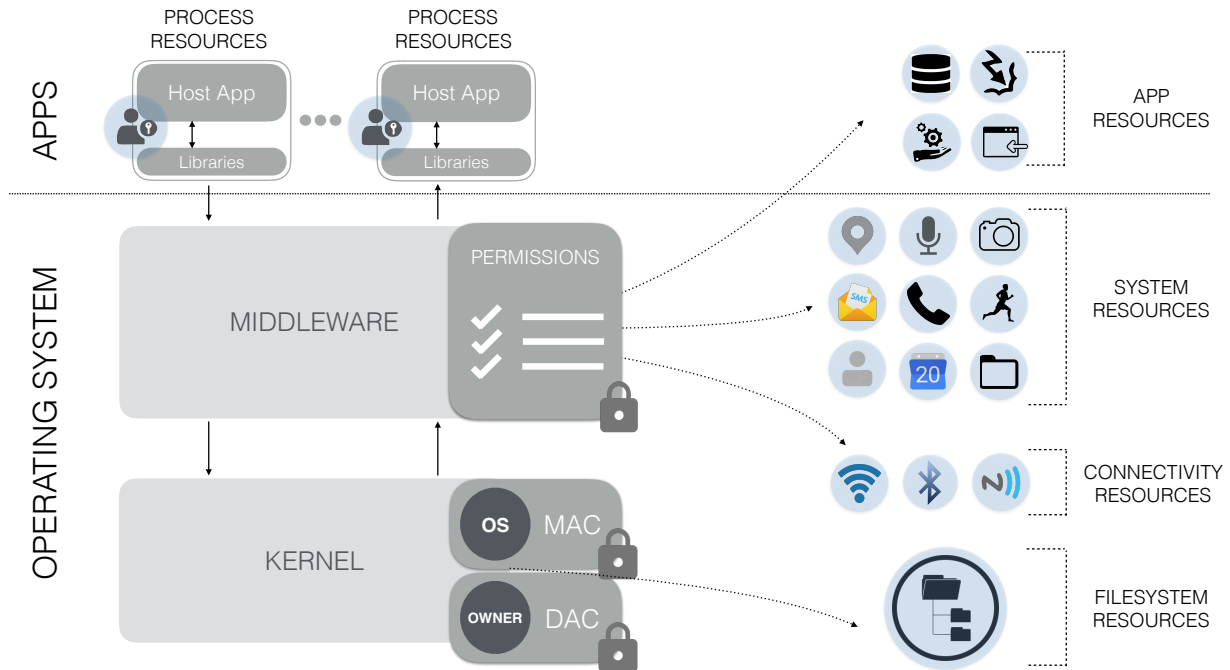 PROCESS
RESOURCES
PROCESS
RESOURCES
APPS
Host App
Libraries
Host App
Libraries
APP
RESOURCES
OPERATING SYSTEM
MIDDLEWARE
PERMISSIONS
SMS
20
SYSTEM
RESOURCES
CONNECTIVITY
RESOURCES
KERNEL
OS
MAC
OWNER
DAC
FILESYSTEM
RESOURCES